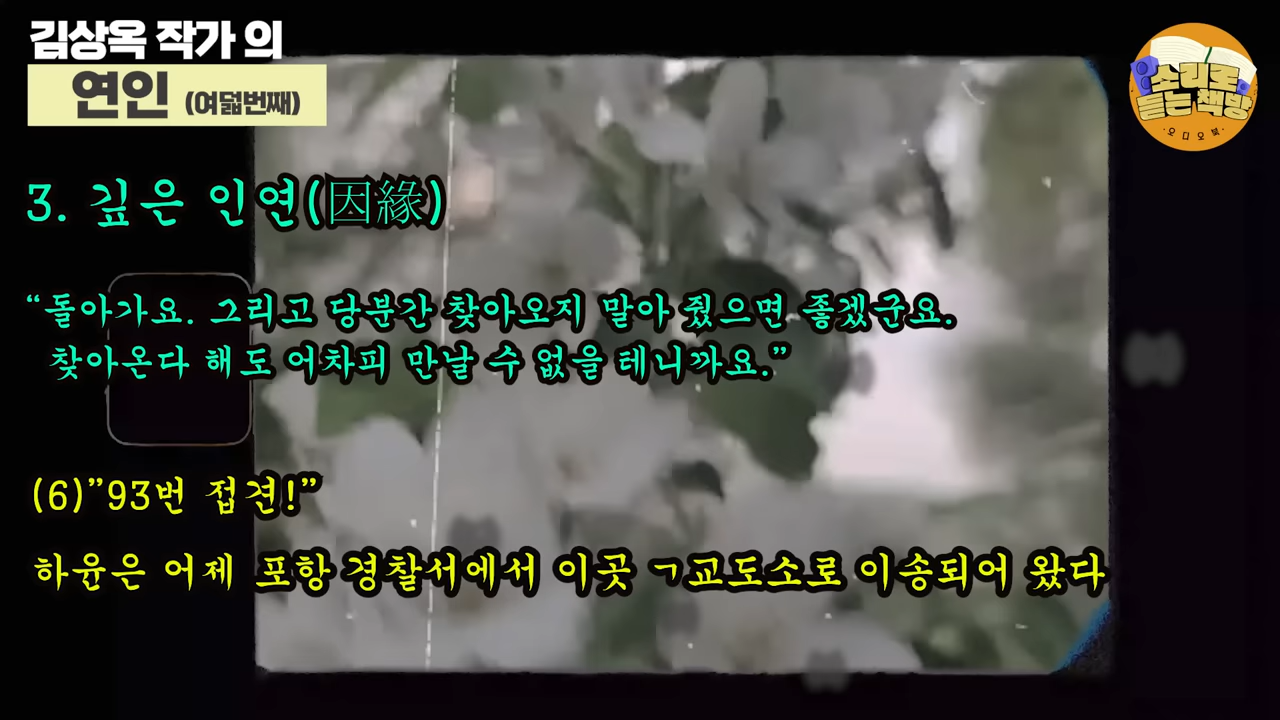 김상옥 작가 의
연인 (여덟번째)
소리로
듣는 책방
·오디오북·
3. 깊은 인연(因緣)
“돌아가요. 그리고 당분간 찾아오지 말아 줬으면 좋겠군요.
찾아온다 해도 어차피 만날 수 없을 테니까요.”
(6)”93번 접견!”
하윤은 어제 포항 경찰서에서 이곳 ㄱ교도소로 이송되어 왔다